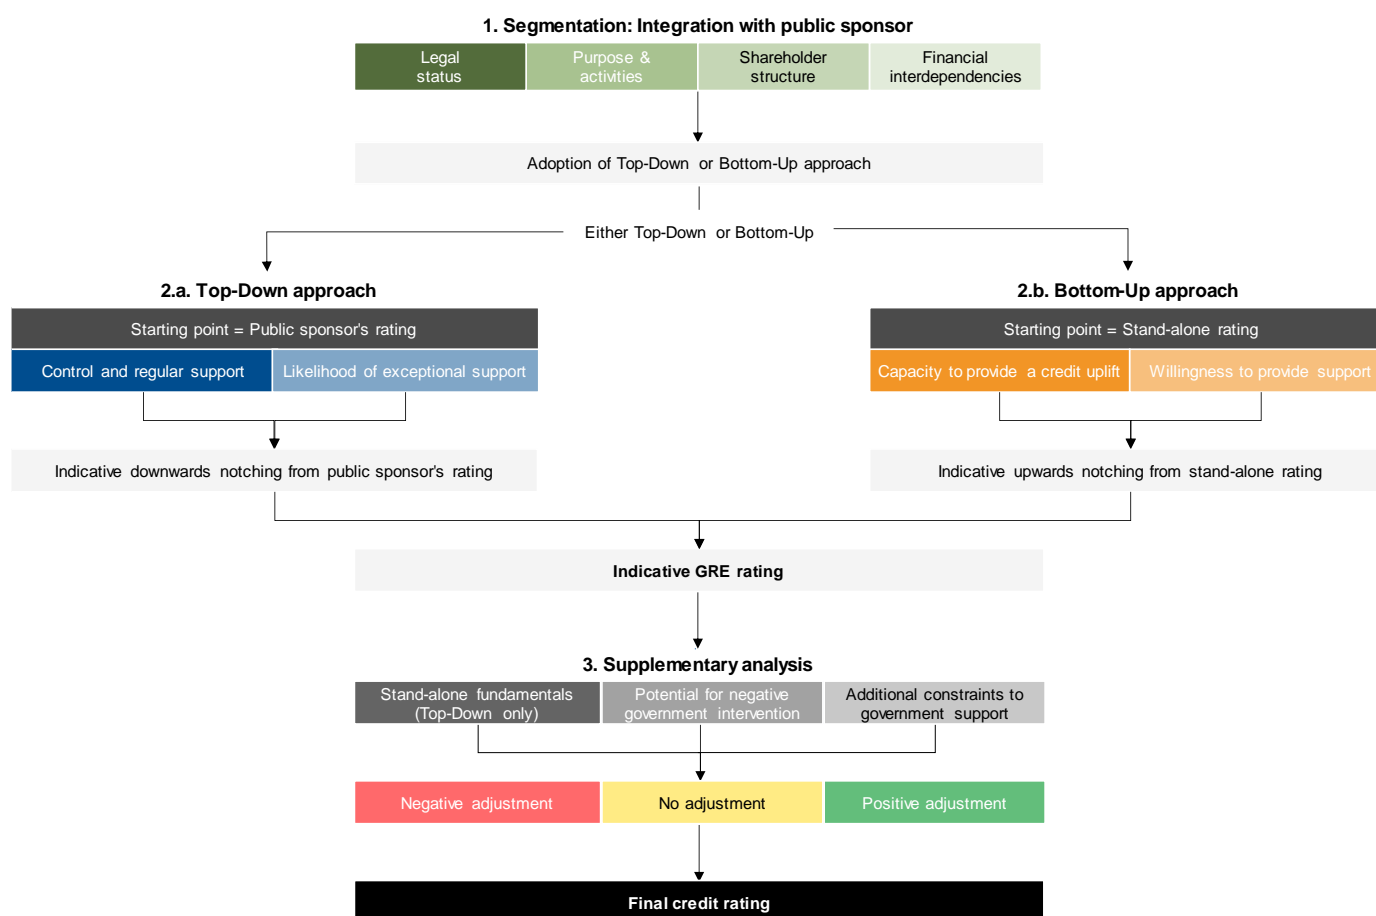 1. Segmentation: Integration with public sponsor
Legal
status
Purpose &
activities
Shareholder
structure
Financial
interdependencies
Adoption of Top-Down or Bottom-Up approach
Either Top-Down or Bottom-Up
2.a. Top-Down approach
Starting point = Public sponsor's rating
Control and regular support
Likelihood of exceptional support
Indicative downwards notching from public sponsor's rating
2.b. Bottom-Up approach
Starting point = Stand-alone rating
Capacity to provide a credit uplift
Willingness to provide support
Indicative upwards notching from stand-alone rating
Indicative GRE rating
3. Supplementary analysis
Stand-alone fundamentals
(Top-Down only)
Potential for negative
government intervention
Additional constraints to
government support
Negative adjustment
No adjustment
Positive adjustment
Final credit rating